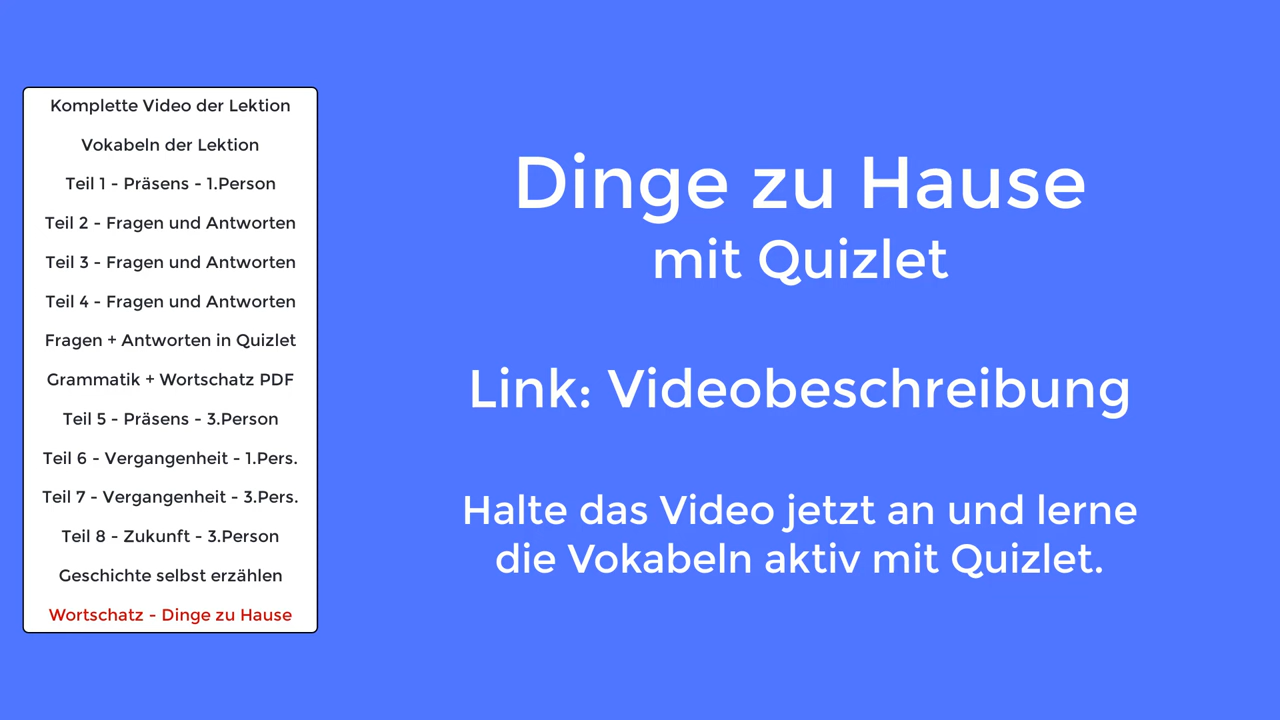 Komplette Video der Lektion
Vokabeln der Lektion
Teil 1 - Präsens - 1.Person
Teil 2 - Fragen und Antworten
Teil 3 - Fragen und Antworten
Teil 4 - Fragen und Antworten
Fragen + Antworten in Quizlet
Grammatik + Wortschatz PDF
Teil 5 - Präsens - 3.Person
Teil 6 - Vergangenheit - 1.Pers.
Teil 7 - Vergangenheit - 3.Pers.
Teil 8 - Zukunft - 3.Person
Geschichte selbst erzählen
Wortschatz - Dinge zu Hause
Dinge zu Hause
mit Quizlet
Link: Videobeschreibung
Halte das Video jetzt an und lerne
die Vokabeln aktiv mit Quizlet.